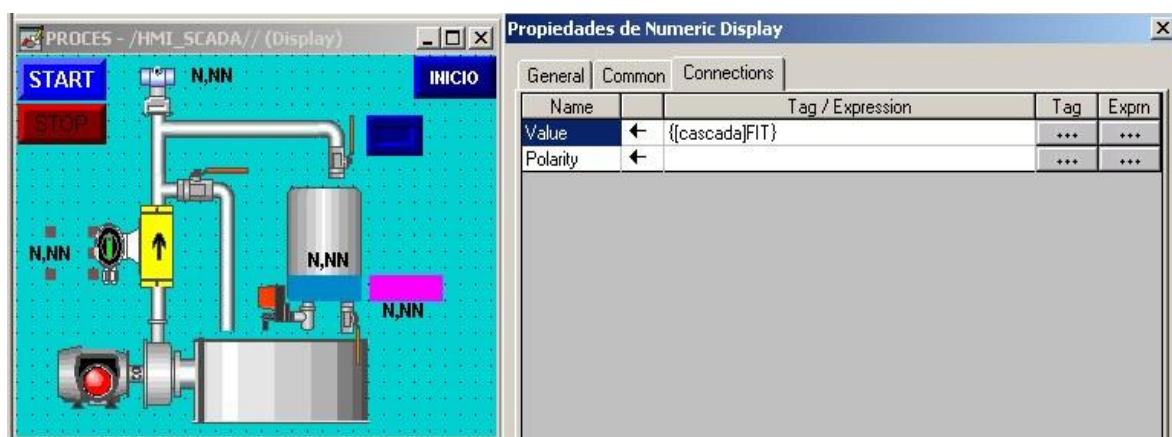 PROCES - /HMI_SCADA// (Display)
START
N,NN
INICIO
STOP
N,NN
N,NN
N,NN
Propiedades de Numeric Display
General Common Connections
Name Tag / Expression Tag Exprn
Value ← {[cascada]FIT} ... ...
Polarity ← ... ...